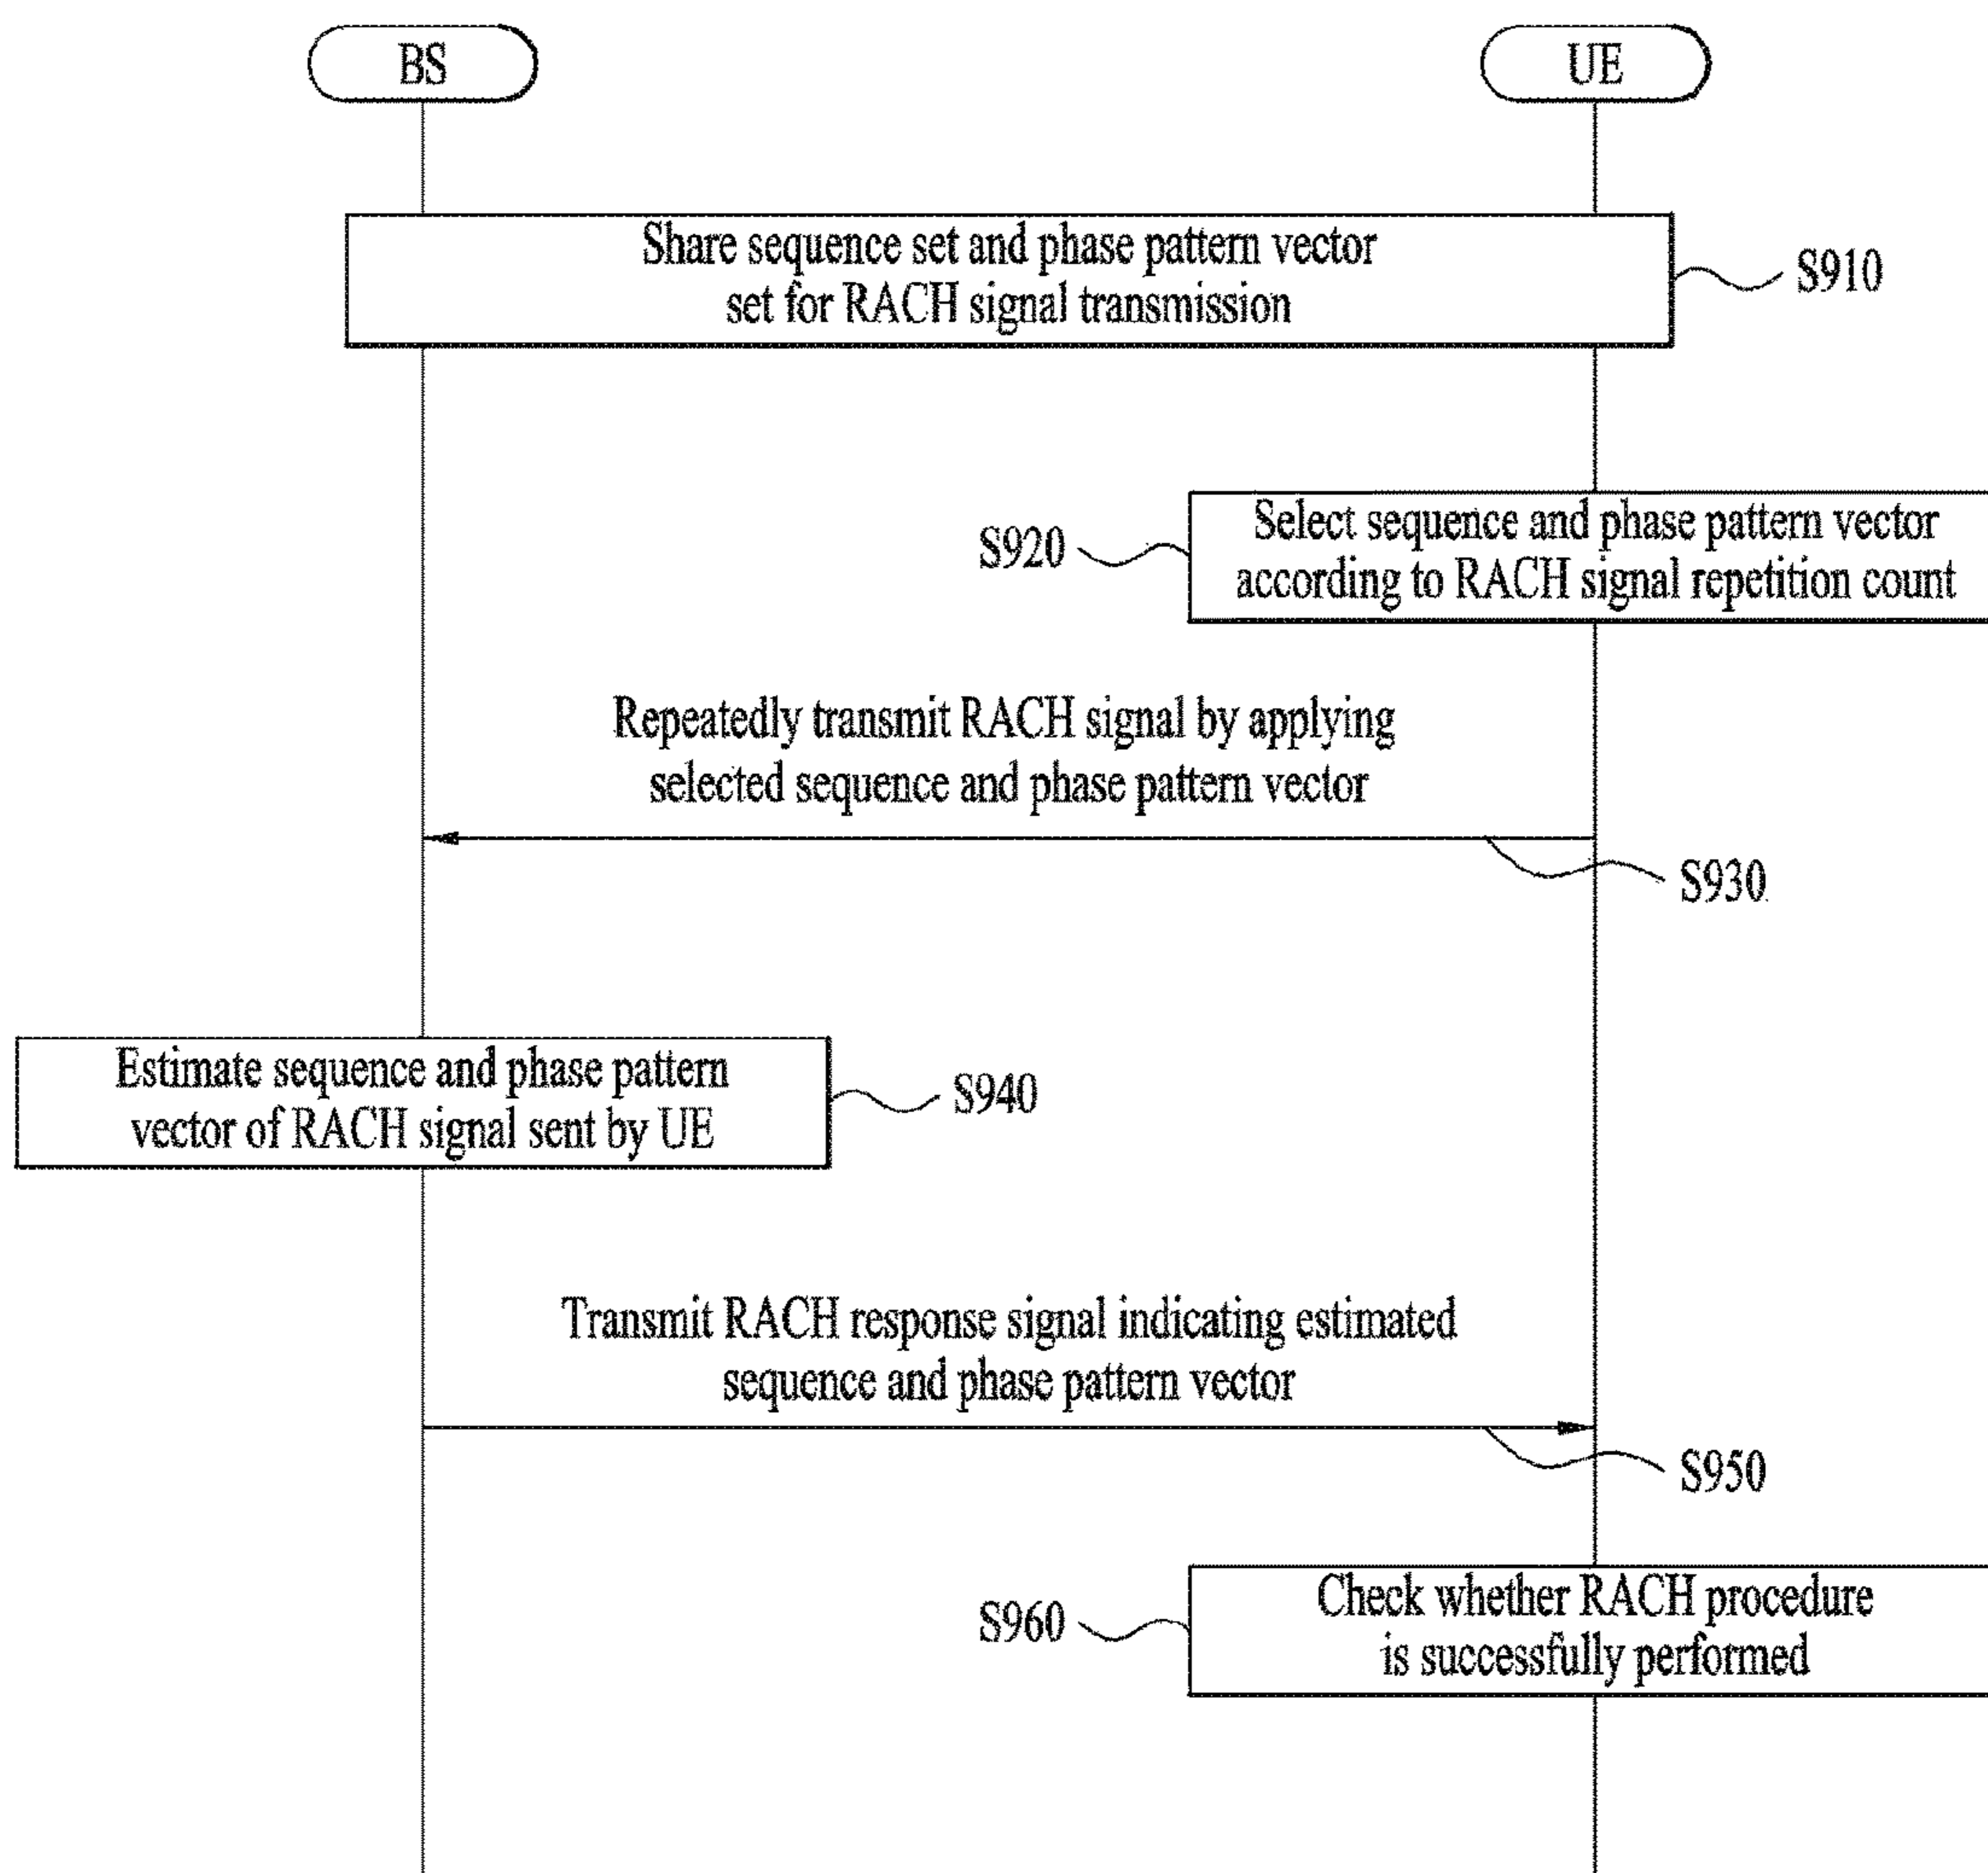 BS
UE
Share sequence set and phase pattern vector
set for RACH signal transmission
S910
Select sequence and phase pattern vector
according to RACH signal repetition count
S920
Repeatedly transmit RACH signal by applying
selected sequence and phase pattern vector
S930
Estimate sequence and phase pattern
vector of RACH signal sent by UE
S940
Transmit RACH response signal indicating estimated
sequence and phase pattern vector
S950
Check whether RACH procedure
is successfully performed
S960